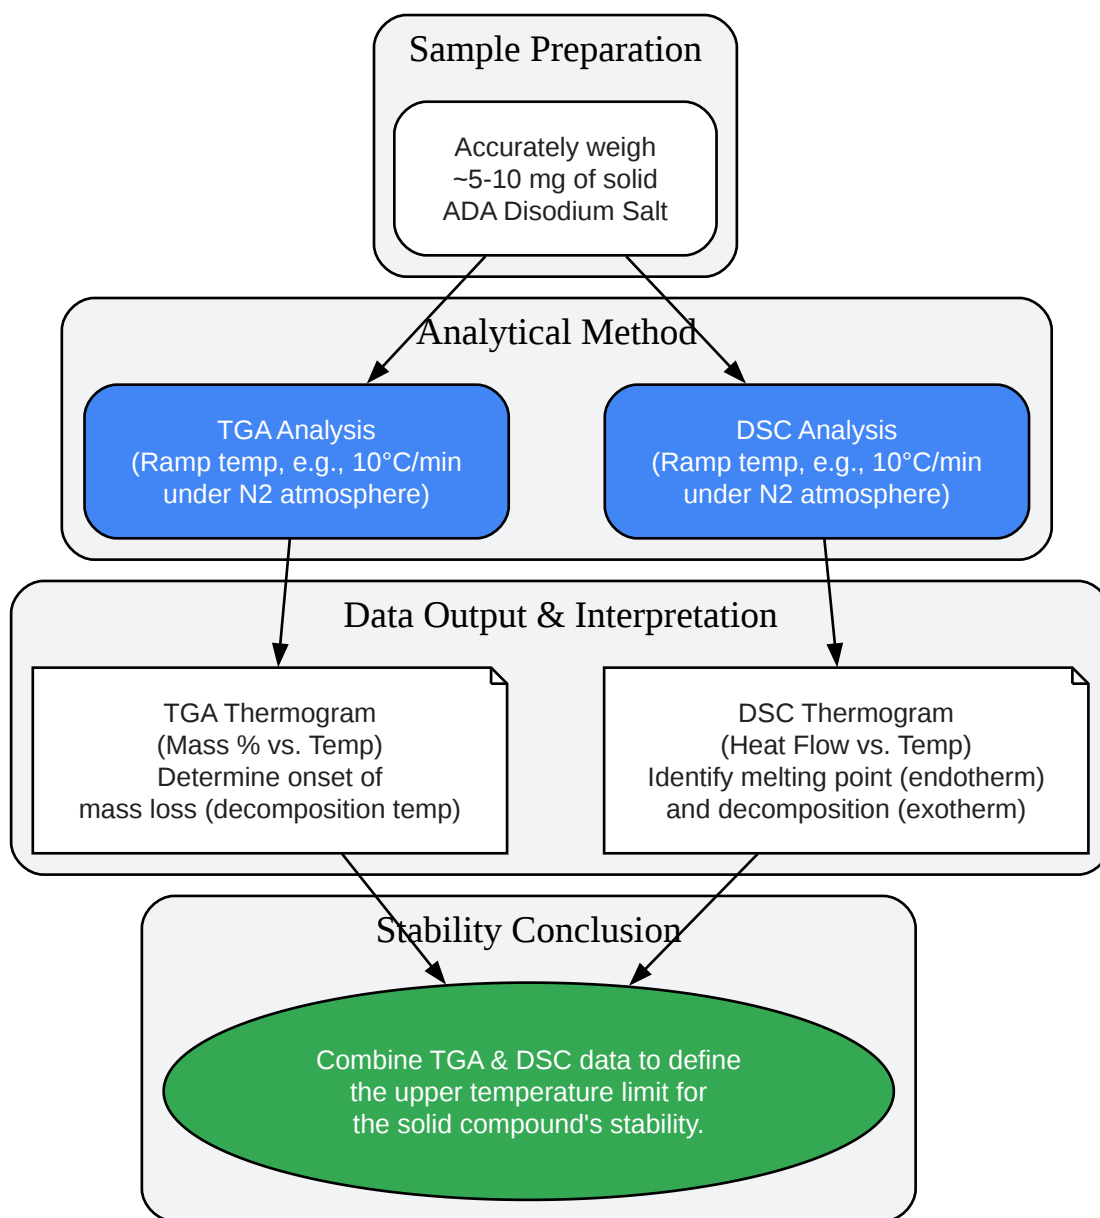 Sample Preparation
Accurately weigh
~5-10 mg of solid
ADA Disodium Salt
Analytical Method
TGA Analysis
(Ramp temp, e.g., 10°C/min
under N2 atmosphere)
DSC Analysis
(Ramp temp, e.g., 10°C/min
under N2 atmosphere)
Data Output & Interpretation
TGA Thermogram
(Mass % vs. Temp)
Determine onset of
mass loss (decomposition temp)
DSC Thermogram
(Heat Flow vs. Temp)
Identify melting point (endotherm)
and decomposition (exotherm)
Stability Conclusion
Combine TGA & DSC data to define
the upper temperature limit for
the solid compound's stability.